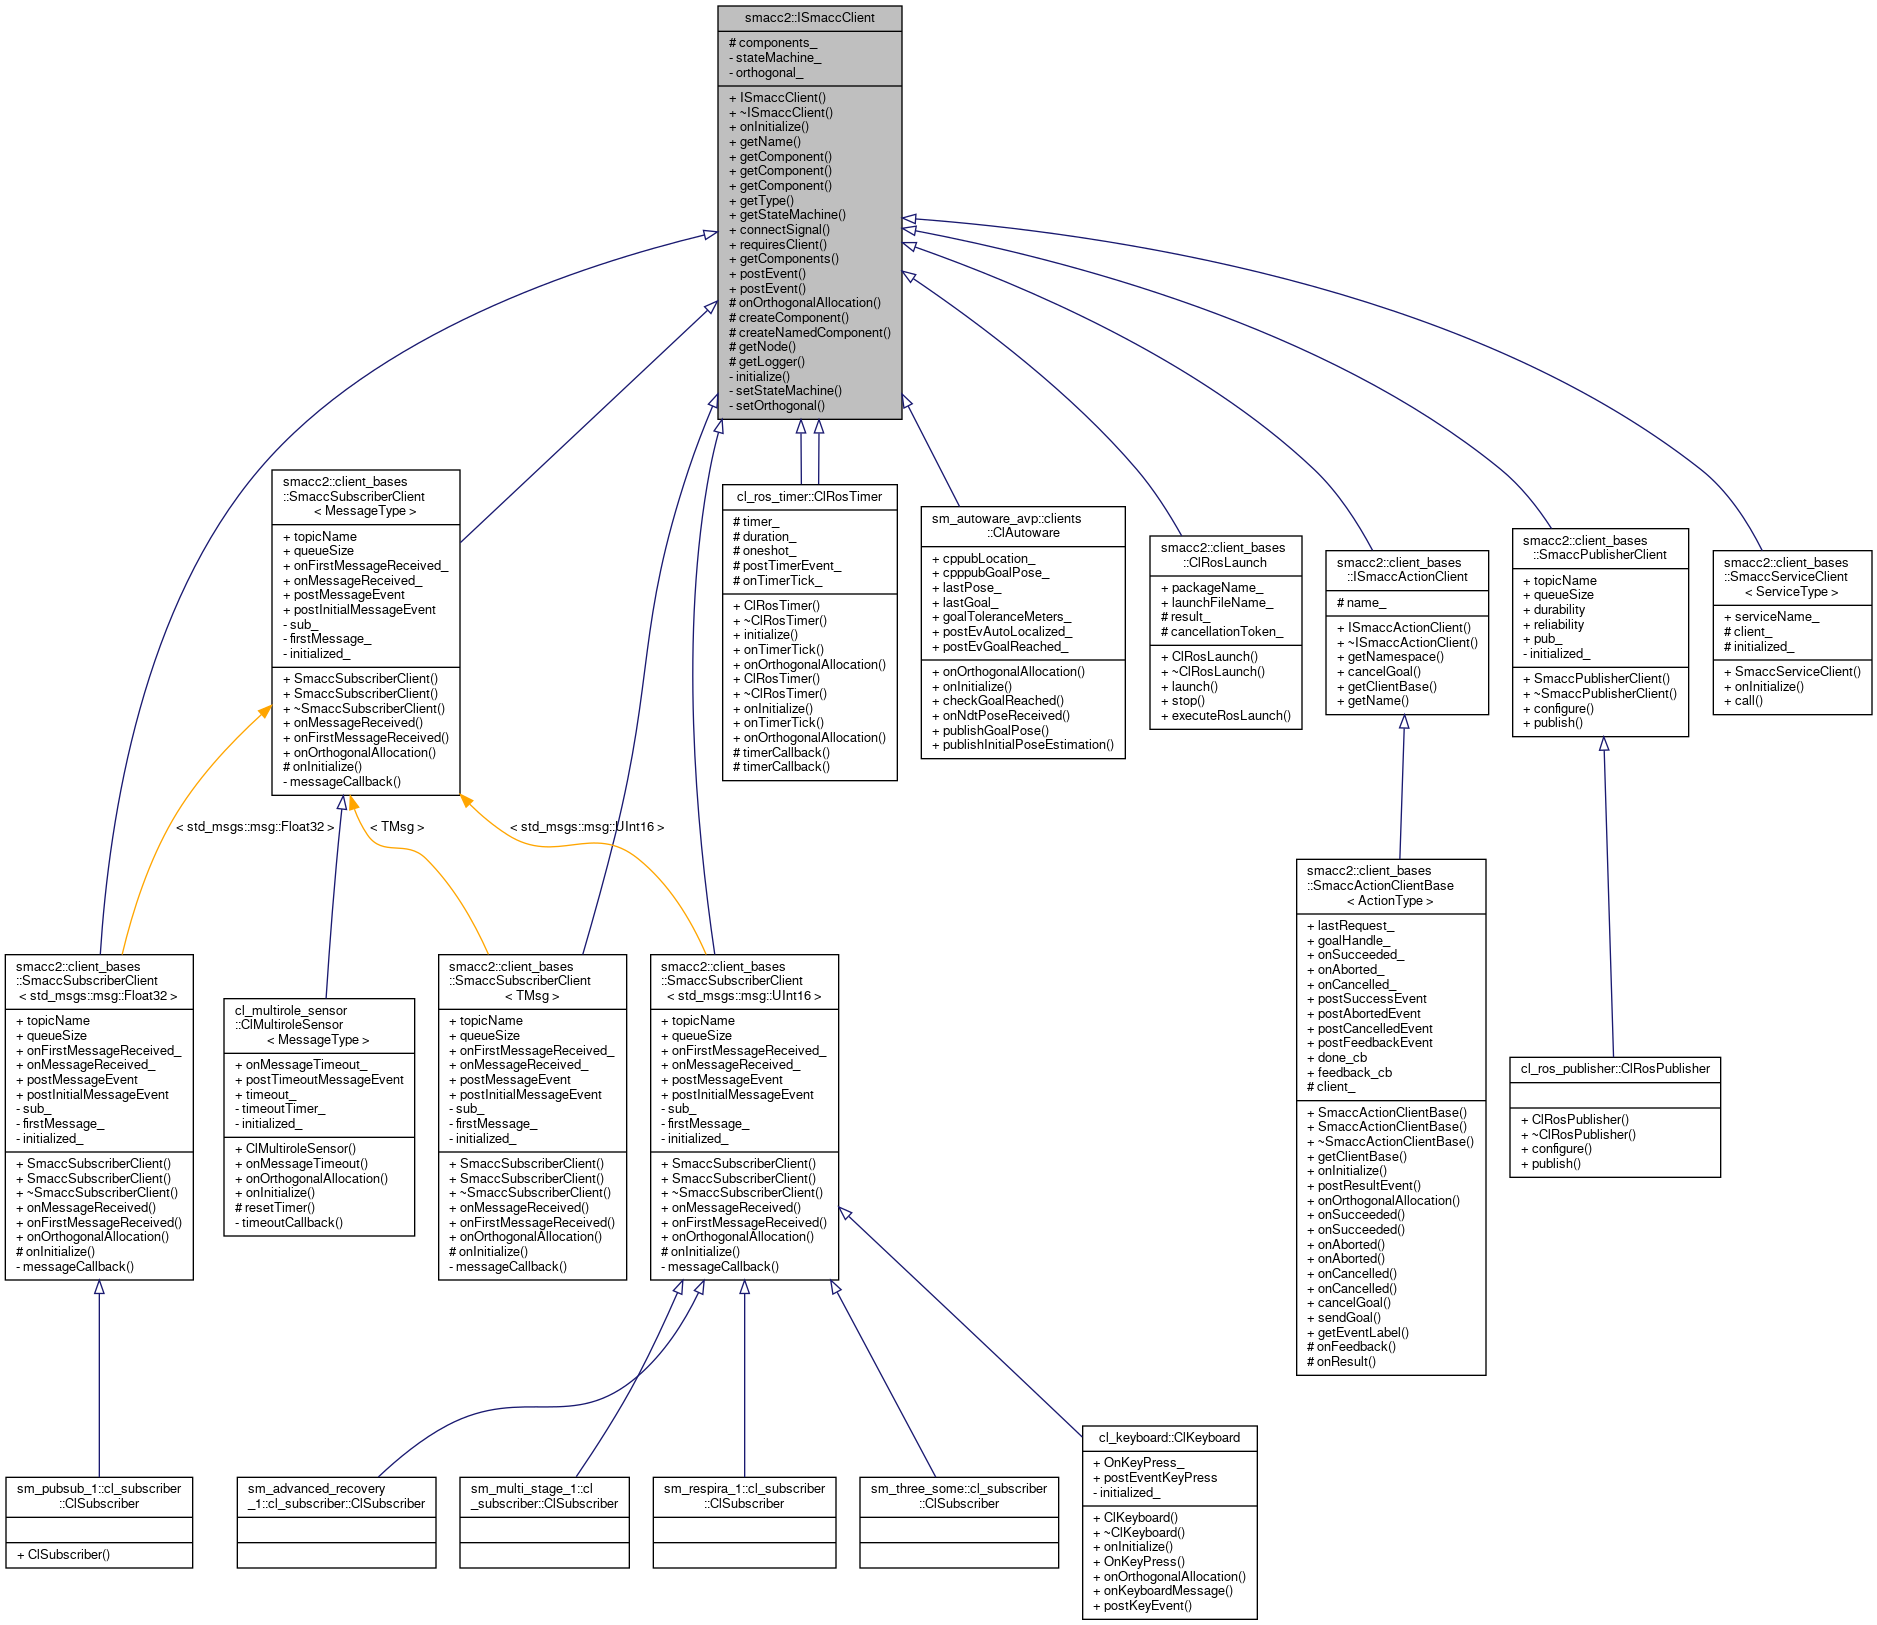 smacc2::ISmaccClient
# components_
- stateMachine_
- orthogonal_
+ ISmaccClient()
+ ~ISmaccClient()
+ onInitialize()
+ getName()
+ getComponent()
+ getComponent()
+ getComponent()
+ getType()
+ getStateMachine()
+ connectSignal()
+ requiresClient()
+ getComponents()
+ postEvent()
+ postEvent()
# onOrthogonalAllocation()
# createComponent()
# createNamedComponent()
# getNode()
# getLogger()
- initialize()
- setStateMachine()
- setOrthogonal()
smacc2::client_bases
::SmaccSubscriberClient
< MessageType >
+ topicName
+ queueSize
+ onFirstMessageReceived_
+ onMessageReceived_
+ postMessageEvent
+ postInitialMessageEvent
- sub_
- firstMessage_
- initialized_
+ SmaccSubscriberClient()
+ SmaccSubscriberClient()
+ ~SmaccSubscriberClient()
+ onMessageReceived()
+ onFirstMessageReceived()
+ onOrthogonalAllocation()
# onInitialize()
- messageCallback()
cl_ros_timer::ClRosTimer
# timer_
# duration_
# oneshot_
# postTimerEvent_
# onTimerTick_
+ ClRosTimer()
+ ~ClRosTimer()
+ initialize()
+ onTimerTick()
+ onOrthogonalAllocation()
+ ClRosTimer()
+ ~ClRosTimer()
+ onInitialize()
+ onTimerTick()
+ onOrthogonalAllocation()
# timerCallback()
# timerCallback()
sm_autoware_avp::clients
::ClAutoware
+ cppubLocation_
+ cpppubGoalPose_
+ lastPose_
+ lastGoal_
+ goalToleranceMeters_
+ postEvAutoLocalized_
+ postEvGoalReached_
+ onOrthogonalAllocation()
+ onInitialize()
+ checkGoalReached()
+ onNdtPoseReceived()
+ publishGoalPose()
+ publishInitialPoseEstimation()
smacc2::client_bases
::ClRosLaunch
+ packageName_
+ launchFileName_
# result_
# cancellationToken_
+ ClRosLaunch()
+ ~ClRosLaunch()
+ launch()
+ stop()
+ executeRosLaunch()
smacc2::client_bases
::ISmaccActionClient
# name_
+ ISmaccActionClient()
+ ~ISmaccActionClient()
+ getNamespace()
+ cancelGoal()
+ getClientBase()
+ getName()
smacc2::client_bases
::SmaccPublisherClient
+ topicName
+ queueSize
+ durability
+ reliability
+ pub_
- initialized_
+ SmaccPublisherClient()
+ ~SmaccPublisherClient()
+ configure()
+ publish()
smacc2::client_bases
::SmaccServiceClient
< ServiceType >
+ serviceName_
# client_
# initialized_
+ SmaccServiceClient()
+ onInitialize()
+ call()
< std_msgs::msg::Float32 >
< TMsg >
< std_msgs::msg::UInt16 >
smacc2::client_bases
::SmaccSubscriberClient
< std_msgs::msg::Float32 >
+ topicName
+ queueSize
+ onFirstMessageReceived_
+ onMessageReceived_
+ postMessageEvent
+ postInitialMessageEvent
- sub_
- firstMessage_
- initialized_
+ SmaccSubscriberClient()
+ SmaccSubscriberClient()
+ ~SmaccSubscriberClient()
+ onMessageReceived()
+ onFirstMessageReceived()
+ onOrthogonalAllocation()
# onInitialize()
- messageCallback()
cl_multirole_sensor
::ClMultiroleSensor
< MessageType >
+ onMessageTimeout_
+ postTimeoutMessageEvent
+ timeout_
- timeoutTimer_
- initialized_
+ ClMultiroleSensor()
+ onMessageTimeout()
+ onOrthogonalAllocation()
+ onInitialize()
# resetTimer()
- timeoutCallback()
smacc2::client_bases
::SmaccSubscriberClient
< TMsg >
+ topicName
+ queueSize
+ onFirstMessageReceived_
+ onMessageReceived_
+ postMessageEvent
+ postInitialMessageEvent
- sub_
- firstMessage_
- initialized_
+ SmaccSubscriberClient()
+ SmaccSubscriberClient()
+ ~SmaccSubscriberClient()
+ onMessageReceived()
+ onFirstMessageReceived()
+ onOrthogonalAllocation()
# onInitialize()
- messageCallback()
smacc2::client_bases
::SmaccSubscriberClient
< std_msgs::msg::UInt16 >
+ topicName
+ queueSize
+ onFirstMessageReceived_
+ onMessageReceived_
+ postMessageEvent
+ postInitialMessageEvent
- sub_
- firstMessage_
- initialized_
+ SmaccSubscriberClient()
+ SmaccSubscriberClient()
+ ~SmaccSubscriberClient()
+ onMessageReceived()
+ onFirstMessageReceived()
+ onOrthogonalAllocation()
# onInitialize()
- messageCallback()
smacc2::client_bases
::SmaccActionClientBase
< ActionType >
+ lastRequest_
+ goalHandle_
+ onSucceeded_
+ onAborted_
+ onCancelled_
+ postSuccessEvent
+ postAbortedEvent
+ postCancelledEvent
+ postFeedbackEvent
+ done_cb
+ feedback_cb
# client_
+ SmaccActionClientBase()
+ SmaccActionClientBase()
+ ~SmaccActionClientBase()
+ getClientBase()
+ onInitialize()
+ postResultEvent()
+ onOrthogonalAllocation()
+ onSucceeded()
+ onSucceeded()
+ onAborted()
+ onAborted()
+ onCancelled()
+ onCancelled()
+ cancelGoal()
+ sendGoal()
+ getEventLabel()
# onFeedback()
# onResult()
cl_ros_publisher::ClRosPublisher
+ ClRosPublisher()
+ ~ClRosPublisher()
+ configure()
+ publish()
sm_pubsub_1::cl_subscriber
::ClSubscriber
+ ClSubscriber()
sm_advanced_recovery
_1::cl_subscriber::ClSubscriber
sm_multi_stage_1::cl
_subscriber::ClSubscriber
sm_respira_1::cl_subscriber
::ClSubscriber
sm_three_some::cl_subscriber
::ClSubscriber
cl_keyboard::ClKeyboard
+ OnKeyPress_
+ postEventKeyPress
- initialized_
+ ClKeyboard()
+ ~ClKeyboard()
+ onInitialize()
+ OnKeyPress()
+ onOrthogonalAllocation()
+ onKeyboardMessage()
+ postKeyEvent()